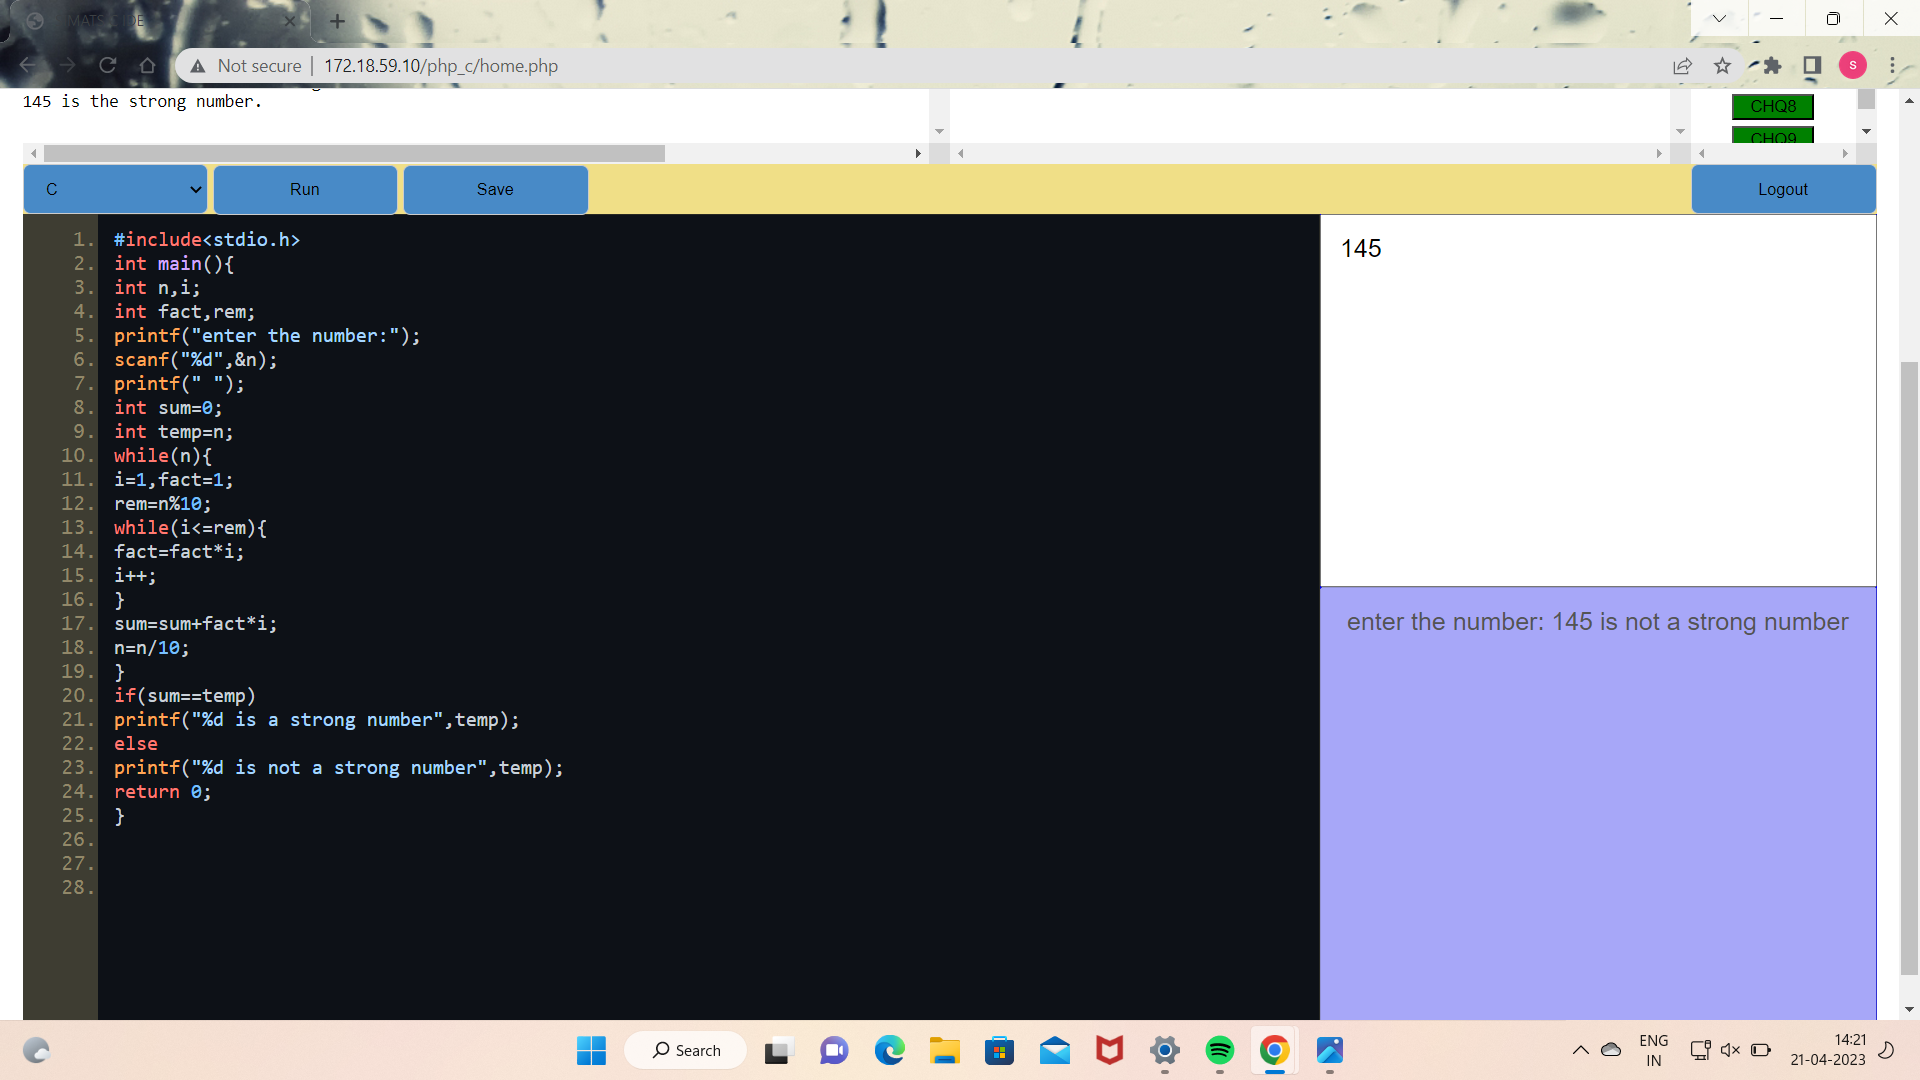 Not secure | 172.18.59.10/php_c/home.php
S
145 is the strong number.
CHQ8
CHQ9
C
Run
Save
Logout
1. #include<stdio.h>
2. int main(){
3. int n,i;
4. int fact,rem;
5. printf("enter the number:");
6. scanf("%d",&n);
7. printf(" ");
8. int sum=0;
9. int temp=n;
10. while(n){
11. i=1,fact=1;
12. rem=n%10;
13. while(i<=rem){
14. fact=fact*i;
15. i++;
16. }
17. sum=sum+fact*i;
18. n=n/10;
19. }
20. if(sum==temp)
21. printf("%d is a strong number",temp);
22. else
23. printf("%d is not a strong number",temp);
24. return 0;
25. }
26.
27.
28.
145
enter the number: 145 is not a strong number
Search
ENG
IN
14:21
21-04-2023